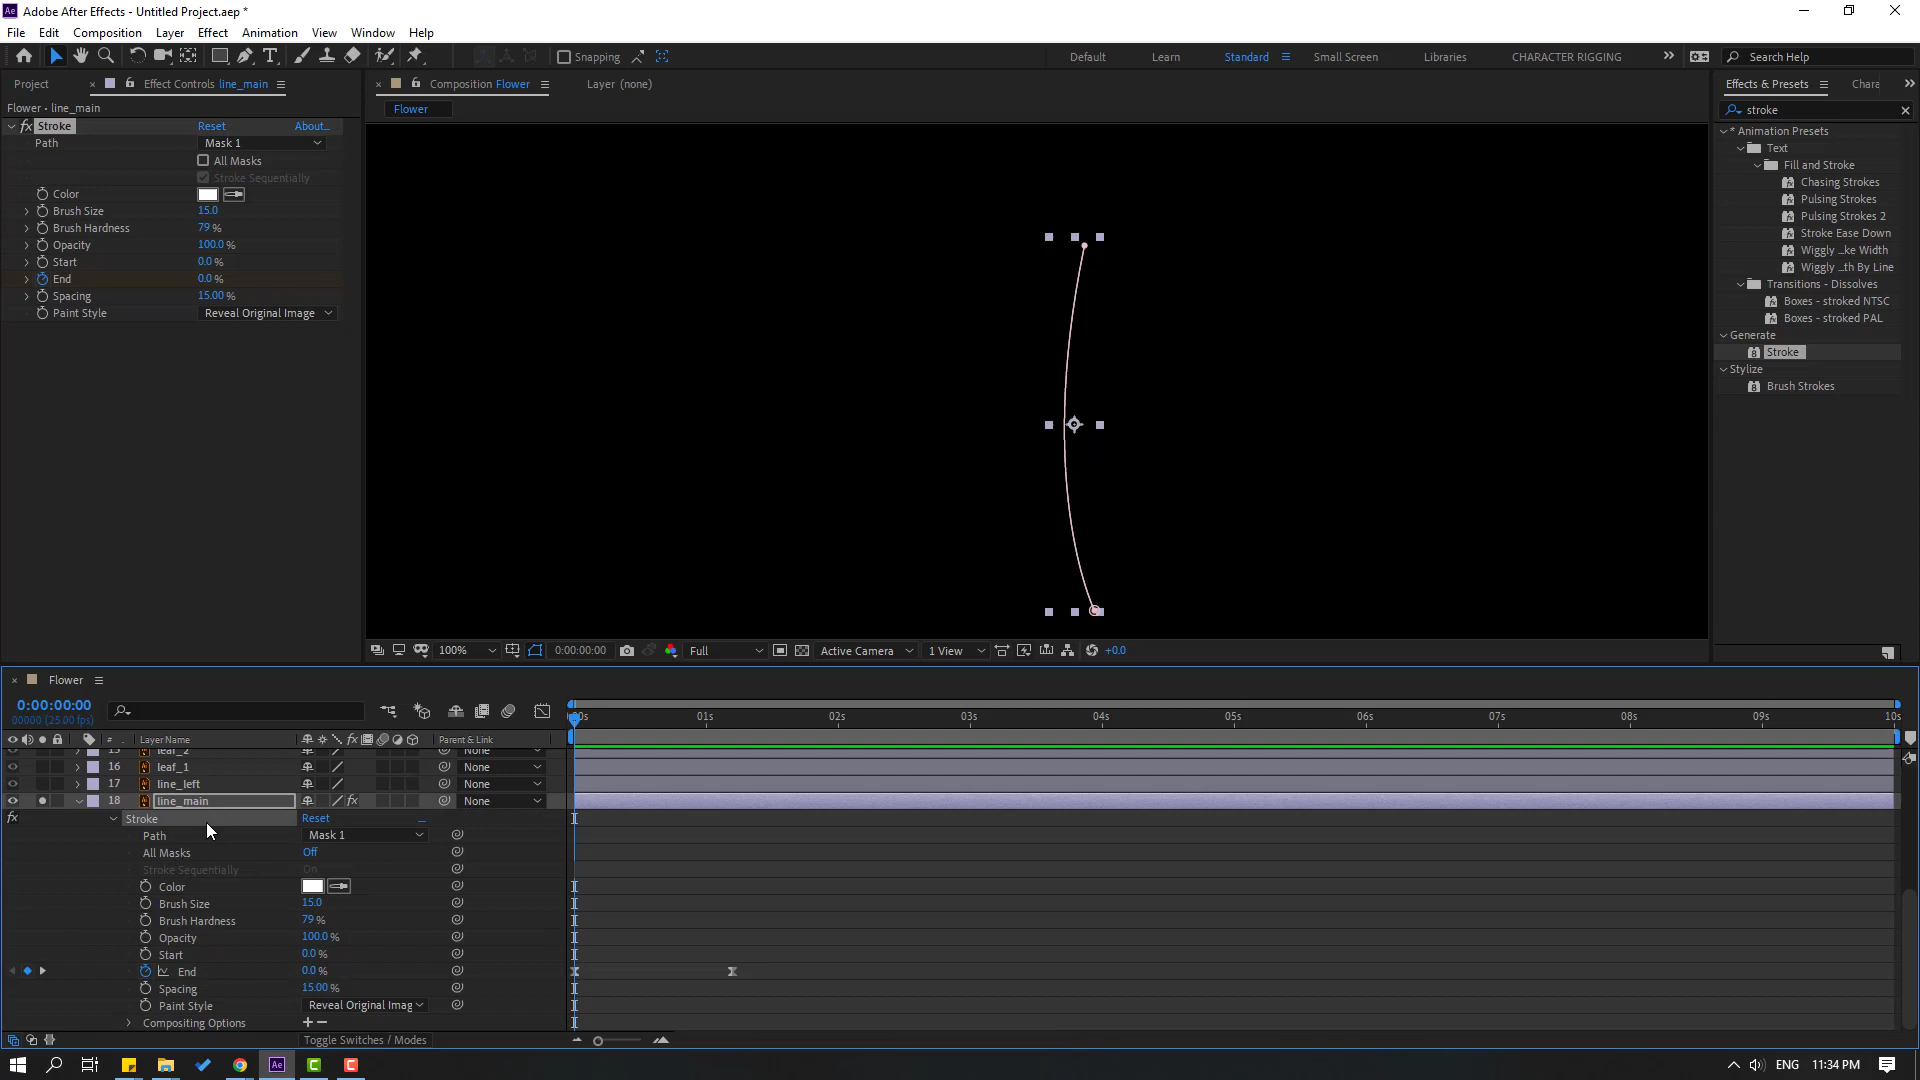 Adobe After Effects - Untitled Project.aep *
File Edit Composition Layer Effect Animation View Window Help
Snapping
Default Learn Standard Small Screen Libraries CHARACTER RIGGING
Search Help
Project
Effect Controls line_main
Flower • line_main
Stroke Reset About...
Path Mask 1
All Masks
Stroke Sequentially
Color
Brush Size 15.0
Brush Hardness 79 %
Opacity 100.0 %
Start 0.0 %
End 0.0 %
Spacing 15.00 %
Paint Style Reveal Original Image
Composition Flower
Layer (none)
Flower
100%
0:00:00:00
Full
Active Camera
1 View
+0.0
Effects & Presets
Chara
stroke
* Animation Presets
Text
Fill and Stroke
Chasing Strokes
Pulsing Strokes
Pulsing Strokes 2
Stroke Ease Down
Wiggly ...ke Width
Wiggly ...th By Line
Transitions - Dissolves
Boxes - stroked NTSC
Boxes - stroked PAL
Generate
Stroke
Stylize
Brush Strokes
Flower
0:00:00:00
00000 (25.00 fps)
00s 01s 02s 03s 04s 05s 06s 07s 08s 09s 10s
# Layer Name fx Parent & Link
15 leaf_2 None
16 leaf_1 None
17 line_left None
18 line_main fx None
fx Stroke Reset
Path Mask 1
All Masks Off
Stroke Sequentially On
Color
Brush Size 15.0
Brush Hardness 79 %
Opacity 100.0 %
Start 0.0 %
End 0.0 %
Spacing 15.00 %
Paint Style Reveal Original Imag
Compositing Options + −
Toggle Switches / Modes
Ae
ENG 11:34 PM